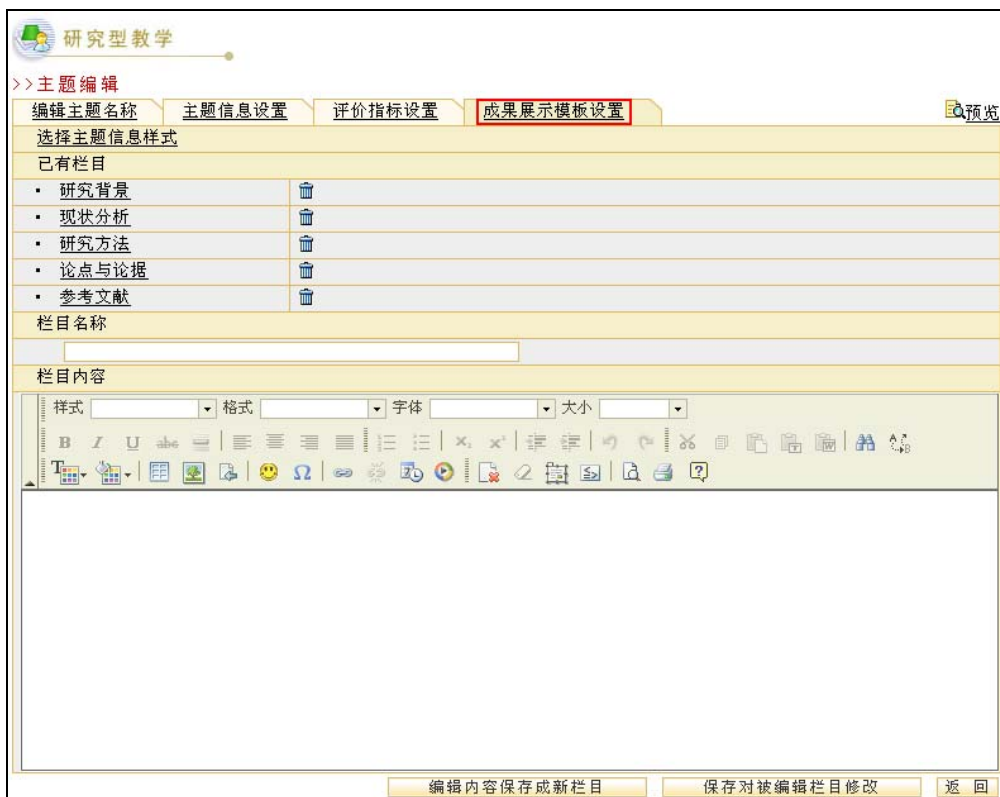 研究型教学
>>主题编辑
编辑主题名称 主题信息设置 评价指标设置 成果展示模板设置 预览
选择主题信息样式
已有栏目
· 研究背景
· 现状分析
· 研究方法
· 论点与论据
· 参考文献
栏目名称
栏目内容
样式 格式 字体 大小
B I U abc
编辑内容保存成新栏目 保存对被编辑栏目修改 返 回